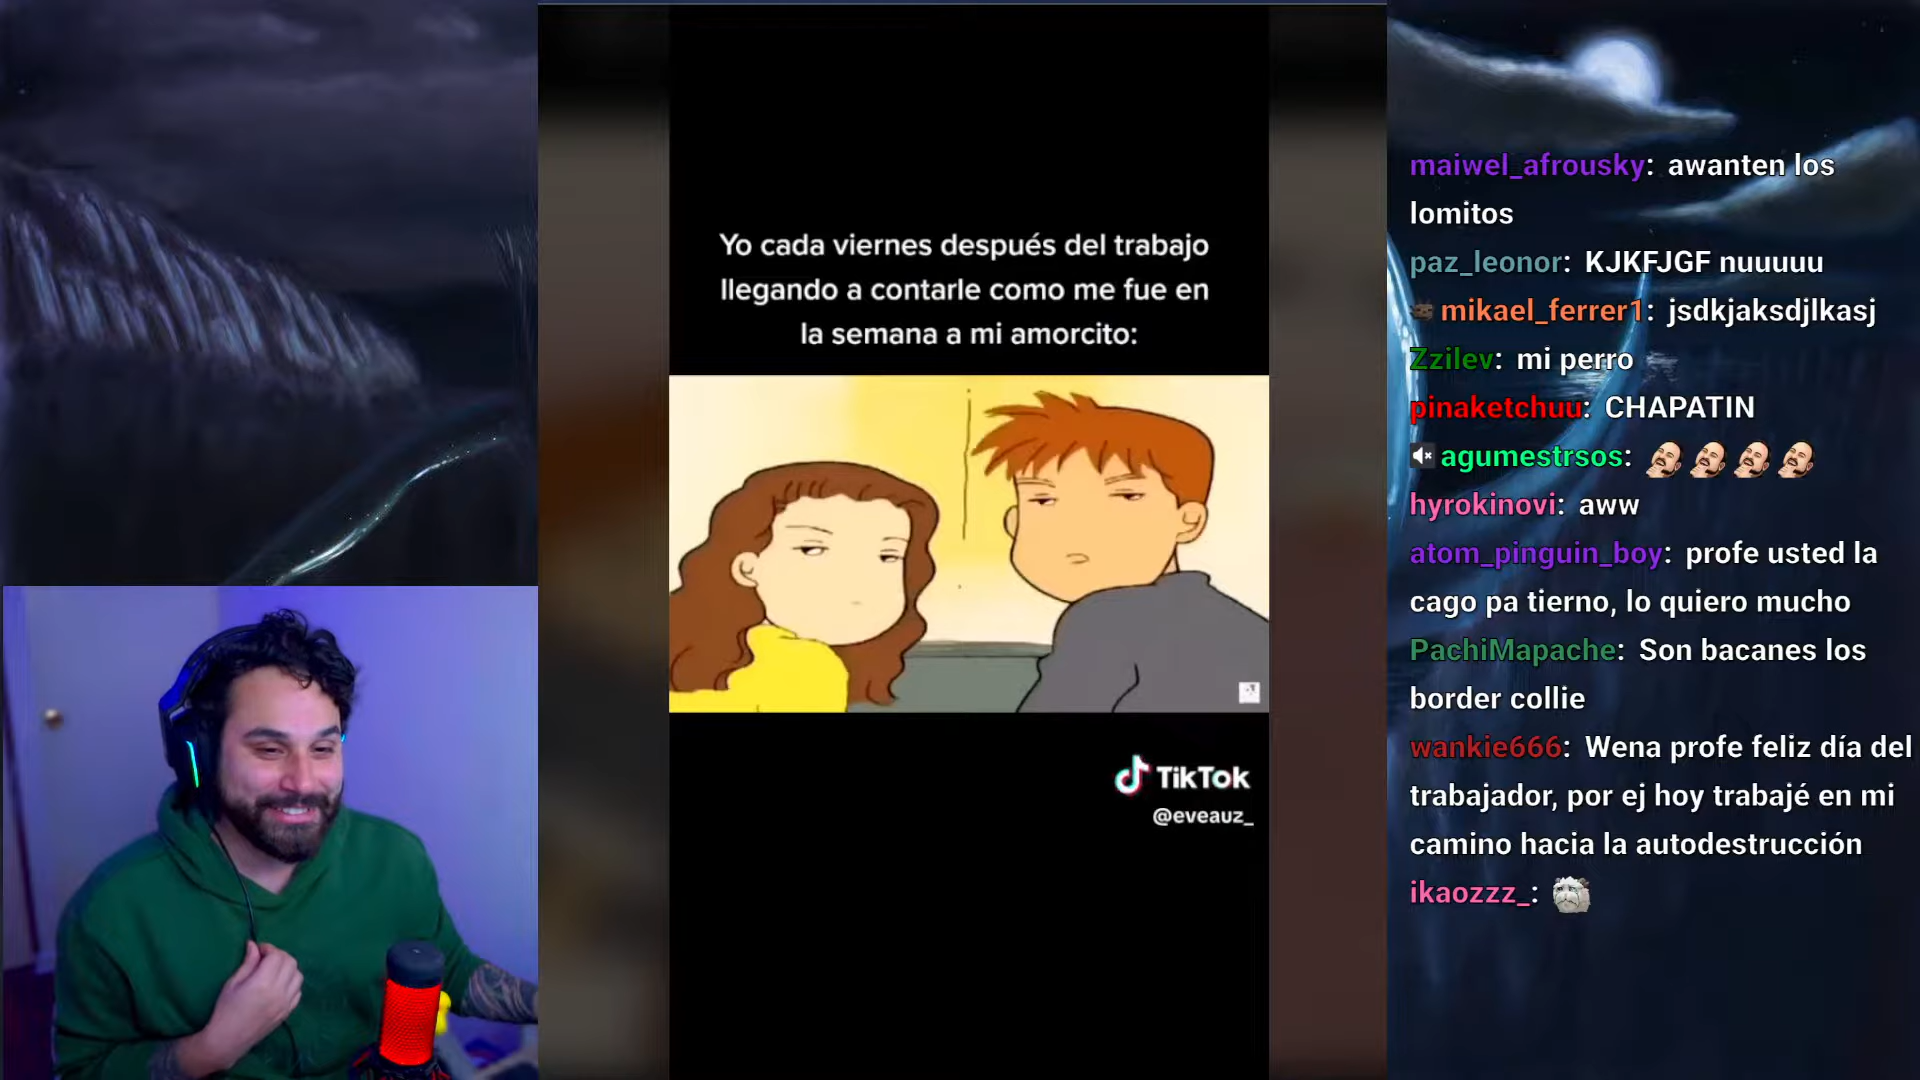 Yo cada viernes después del trabajo
llegando a contarle como me fue en
la semana a mi amorcito:
TikTok
@eveauz_
maiwel_afrousky: awanten los
lomitos
paz_leonor: KJKFJGF nuuuuu
mikael_ferrer1: jsdkjaksdjlkasj
Zzilev: mi perro
pinaketchuu: CHAPATIN
agumestrsos:
hyrokinovi: aww
atom_pinguin_boy: profe usted la
cago pa tierno, lo quiero mucho
PachiMapache: Son bacanes los
border collie
wankie666: Wena profe feliz día del
trabajador, por ej hoy trabajé en mi
camino hacia la autodestrucción
ikaozzz_: